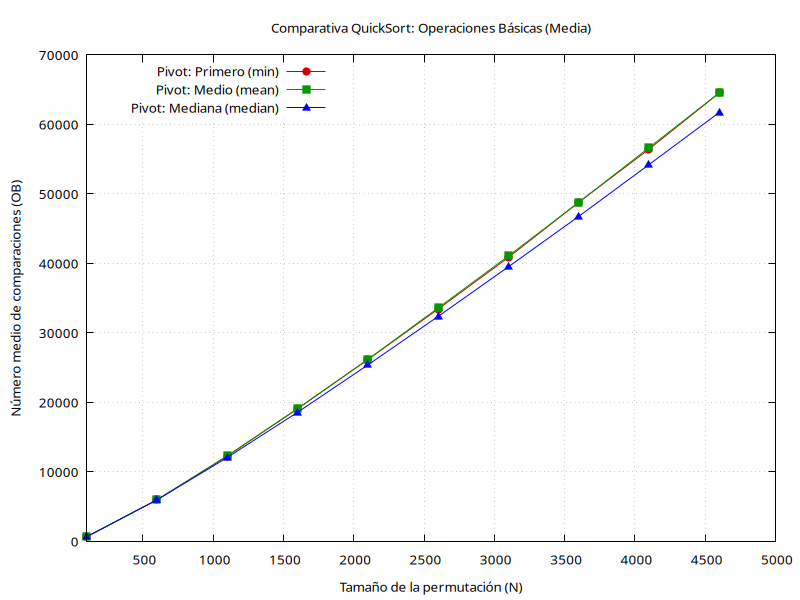 Comparativa QuickSort: Operaciones Básicas (Media)
70000
60000
50000
40000
30000
20000
10000
0
Pivot: Primero (min)
Pivot: Medio (mean)
Pivot: Mediana (median)
Número medio de comparaciones (OB)
500 1000 1500 2000 2500 3000 3500 4000 4500 5000
Tamaño de la permutación (N)